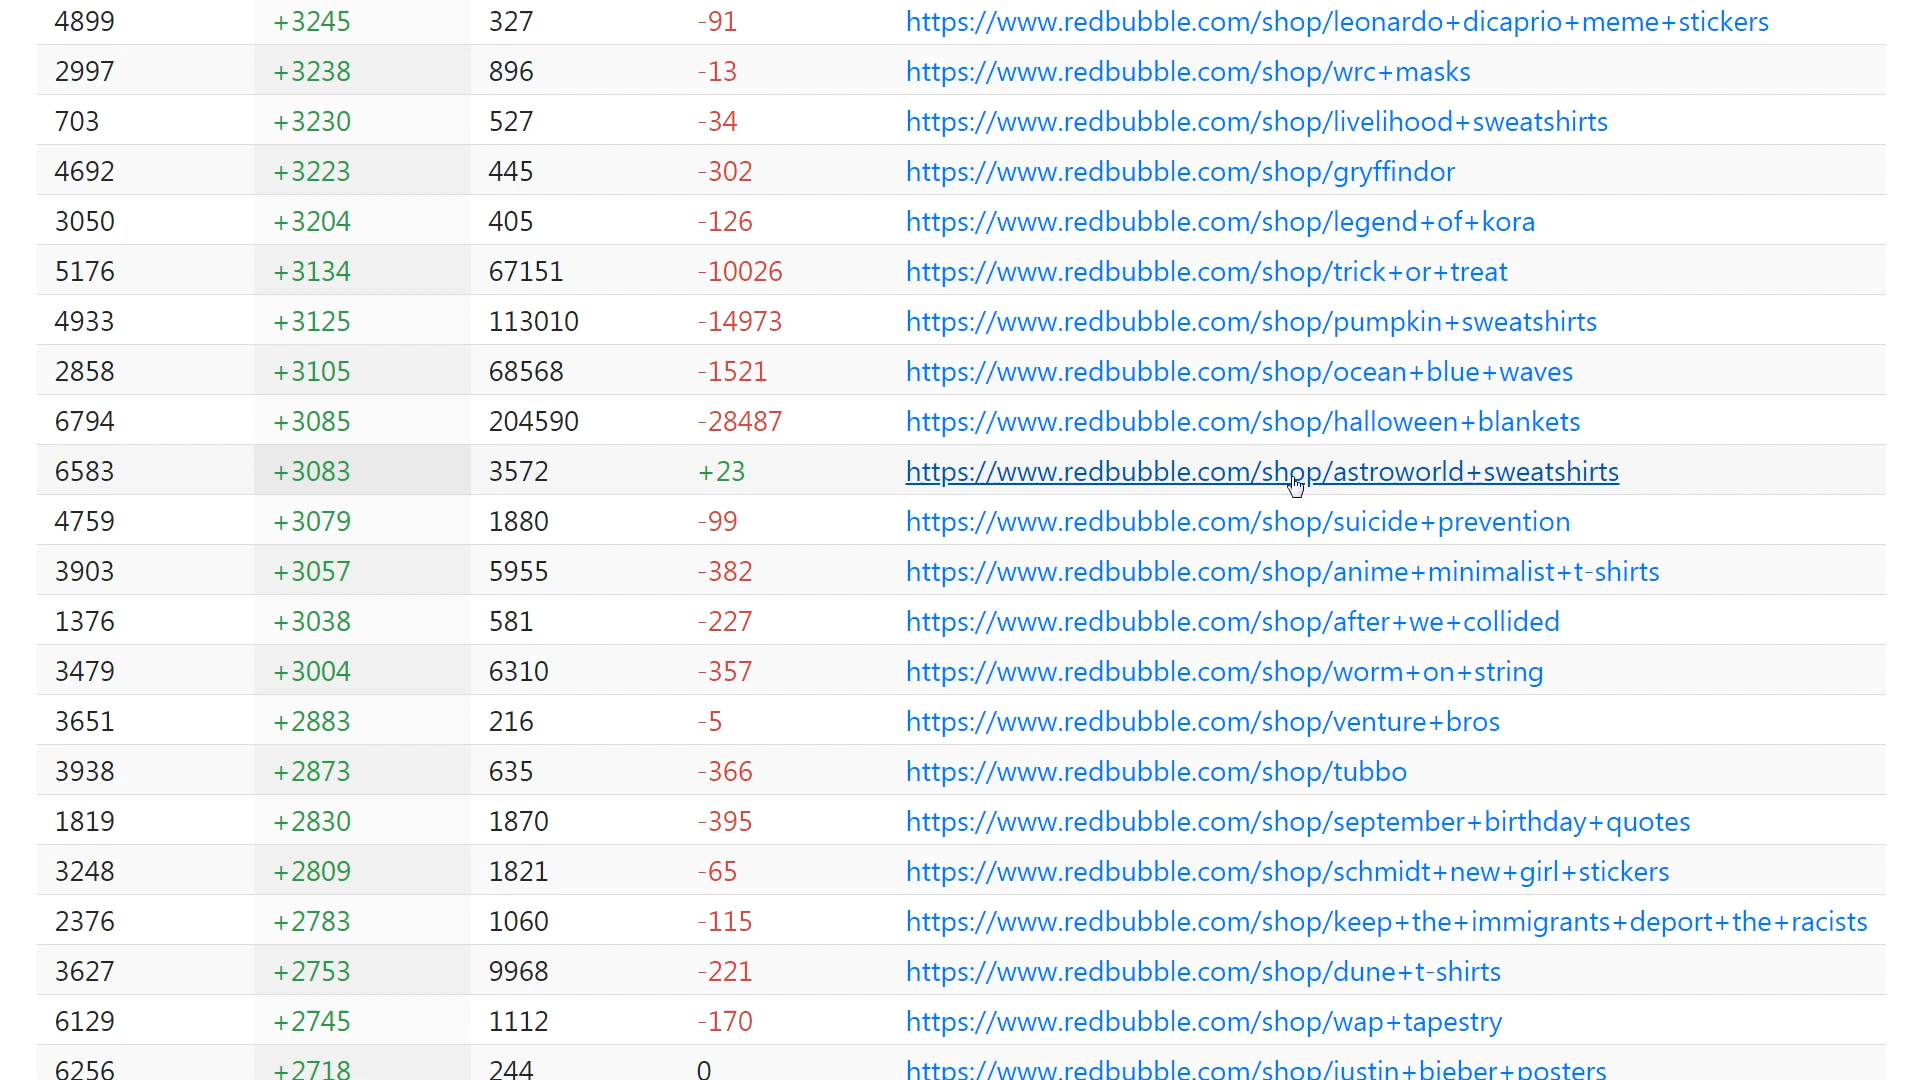 4899 +3245 327 -91 https://www.redbubble.com/shop/leonardo+dicaprio+meme+stickers
2997 +3238 896 -13 https://www.redbubble.com/shop/wrc+masks
703 +3230 527 -34 https://www.redbubble.com/shop/livelihood+sweatshirts
4692 +3223 445 -302 https://www.redbubble.com/shop/gryffindor
3050 +3204 405 -126 https://www.redbubble.com/shop/legend+of+kora
5176 +3134 67151 -10026 https://www.redbubble.com/shop/trick+or+treat
4933 +3125 113010 -14973 https://www.redbubble.com/shop/pumpkin+sweatshirts
2858 +3105 68568 -1521 https://www.redbubble.com/shop/ocean+blue+waves
6794 +3085 204590 -28487 https://www.redbubble.com/shop/halloween+blankets
6583 +3083 3572 +23 https://www.redbubble.com/shop/astroworld+sweatshirts
4759 +3079 1880 -99 https://www.redbubble.com/shop/suicide+prevention
3903 +3057 5955 -382 https://www.redbubble.com/shop/anime+minimalist+t-shirts
1376 +3038 581 -227 https://www.redbubble.com/shop/after+we+collided
3479 +3004 6310 -357 https://www.redbubble.com/shop/worm+on+string
3651 +2883 216 -5 https://www.redbubble.com/shop/venture+bros
3938 +2873 635 -366 https://www.redbubble.com/shop/tubbo
1819 +2830 1870 -395 https://www.redbubble.com/shop/september+birthday+quotes
3248 +2809 1821 -65 https://www.redbubble.com/shop/schmidt+new+girl+stickers
2376 +2783 1060 -115 https://www.redbubble.com/shop/keep+the+immigrants+deport+the+racists
3627 +2753 9968 -221 https://www.redbubble.com/shop/dune+t-shirts
6129 +2745 1112 -170 https://www.redbubble.com/shop/wap+tapestry
6256 +2718 244 0 https://www.redbubble.com/shop/justin+bieber+posters